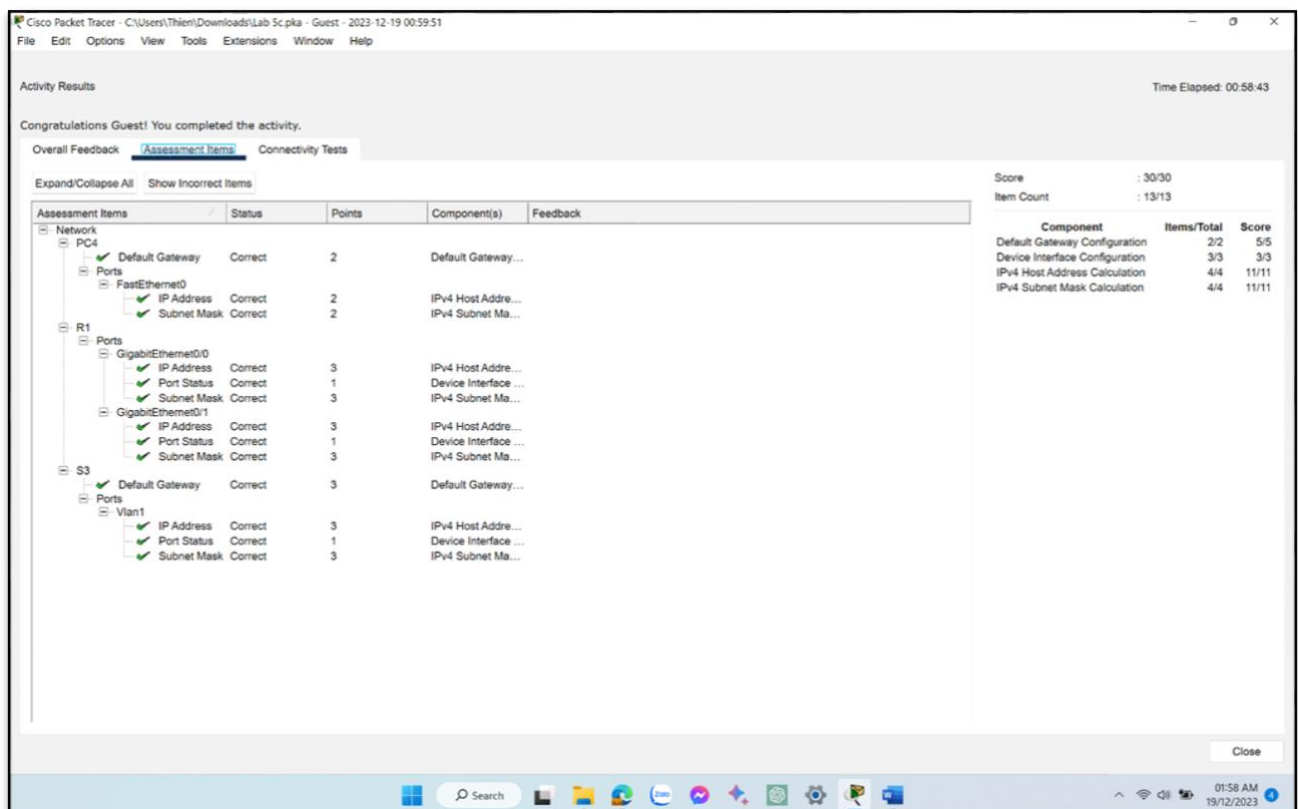 Cisco Packet Tracer - C:\Users\Thien\Downloads\Lab 5c.pka - Guest - 2023-12-19 00:59:51
File Edit Options View Tools Extensions Window Help
Activity Results
Time Elapsed: 00:58:43
Congratulations Guest! You completed the activity.
Overall Feedback Assessment Items Connectivity Tests
Expand/Collapse All Show Incorrect Items
Assessment Items Status Points Component(s) Feedback
Network
PC4
Default Gateway Correct 2 Default Gateway...
Ports
FastEthernet0
IP Address Correct 2 IPv4 Host Addre...
Subnet Mask Correct 2 IPv4 Subnet Ma...
R1
Ports
GigabitEthernet0/0
IP Address Correct 3 IPv4 Host Addre...
Port Status Correct 1 Device Interface ...
Subnet Mask Correct 3 IPv4 Subnet Ma...
GigabitEthernet0/1
IP Address Correct 3 IPv4 Host Addre...
Port Status Correct 1 Device Interface ...
Subnet Mask Correct 3 IPv4 Subnet Ma...
S3
Default Gateway Correct 3 Default Gateway...
Ports
Vlan1
IP Address Correct 3 IPv4 Host Addre...
Port Status Correct 1 Device Interface ...
Subnet Mask Correct 3 IPv4 Subnet Ma...
Score : 30/30
Item Count : 13/13
Component Items/Total Score
Default Gateway Configuration 2/2 5/5
Device Interface Configuration 3/3 3/3
IPv4 Host Address Calculation 4/4 11/11
IPv4 Subnet Mask Calculation 4/4 11/11
Close
Search
Zalo
01:58 AM
19/12/2023
4